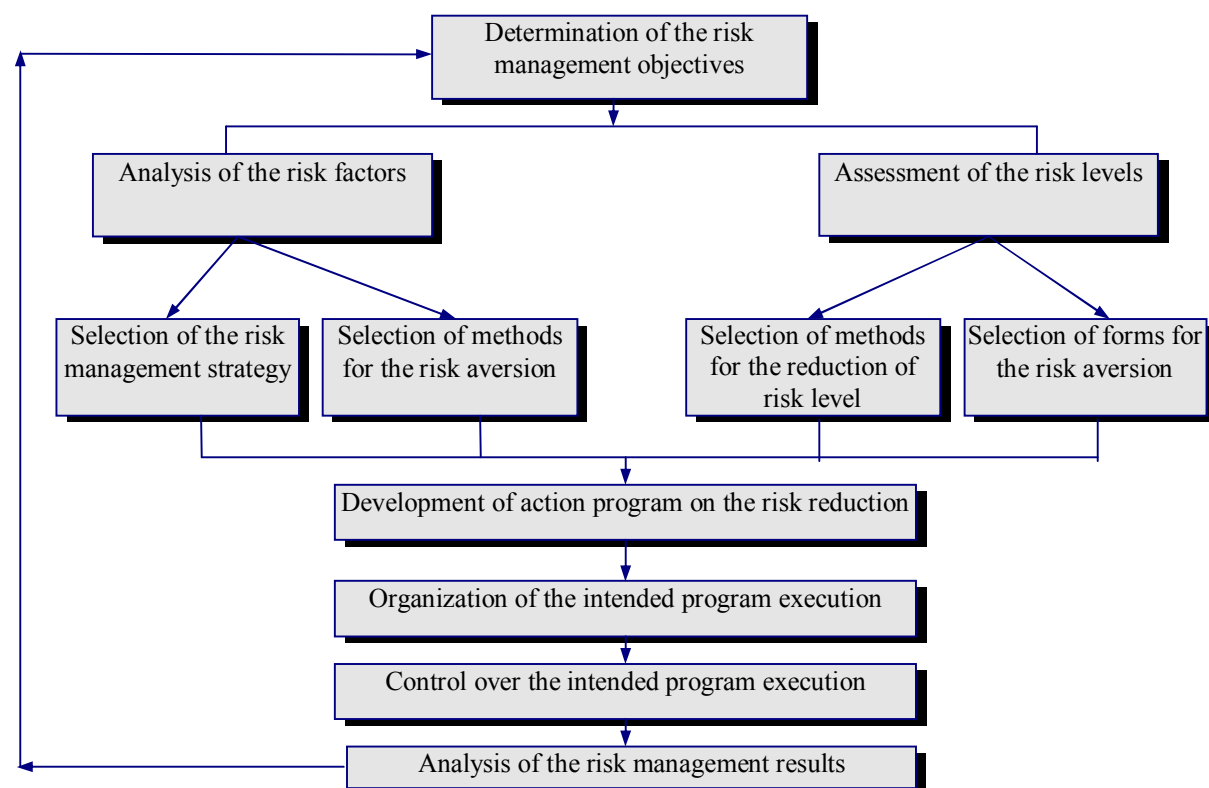 Determination of the risk
management objectives
Analysis of the risk factors
Assessment of the risk levels
Selection of the risk
management strategy
Selection of methods
for the risk aversion
Selection of methods
for the reduction of
risk level
Selection of forms for
the risk aversion
Development of action program on the risk reduction
Organization of the intended program execution
Control over the intended program execution
Analysis of the risk management results